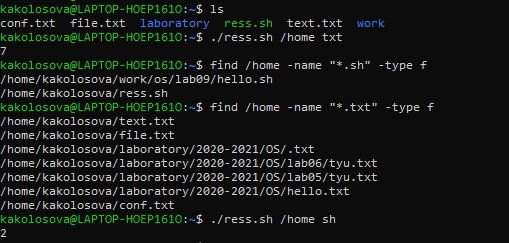 kakolosova@LAPTOP-HOEP1610:~$ ls
conf.txt file.txt laboratory ress.sh text.txt work
kakolosova@LAPTOP-HOEP1610:~$ ./ress.sh /home txt
7
kakolosova@LAPTOP-HOEP1610:~$ find /home -name "*.sh" -type f
/home/kakolosova/work/os/lab09/hello.sh
/home/kakolosova/ress.sh
kakolosova@LAPTOP-HOEP1610:~$ find /home -name "*.txt" -type f
/home/kakolosova/text.txt
/home/kakolosova/file.txt
/home/kakolosova/laboratory/2020-2021/OS/.txt
/home/kakolosova/laboratory/2020-2021/OS/lab06/tyu.txt
/home/kakolosova/laboratory/2020-2021/OS/lab05/tyu.txt
/home/kakolosova/laboratory/2020-2021/OS/hello.txt
/home/kakolosova/conf.txt
kakolosova@LAPTOP-HOEP1610:~$ ./ress.sh /home sh
2